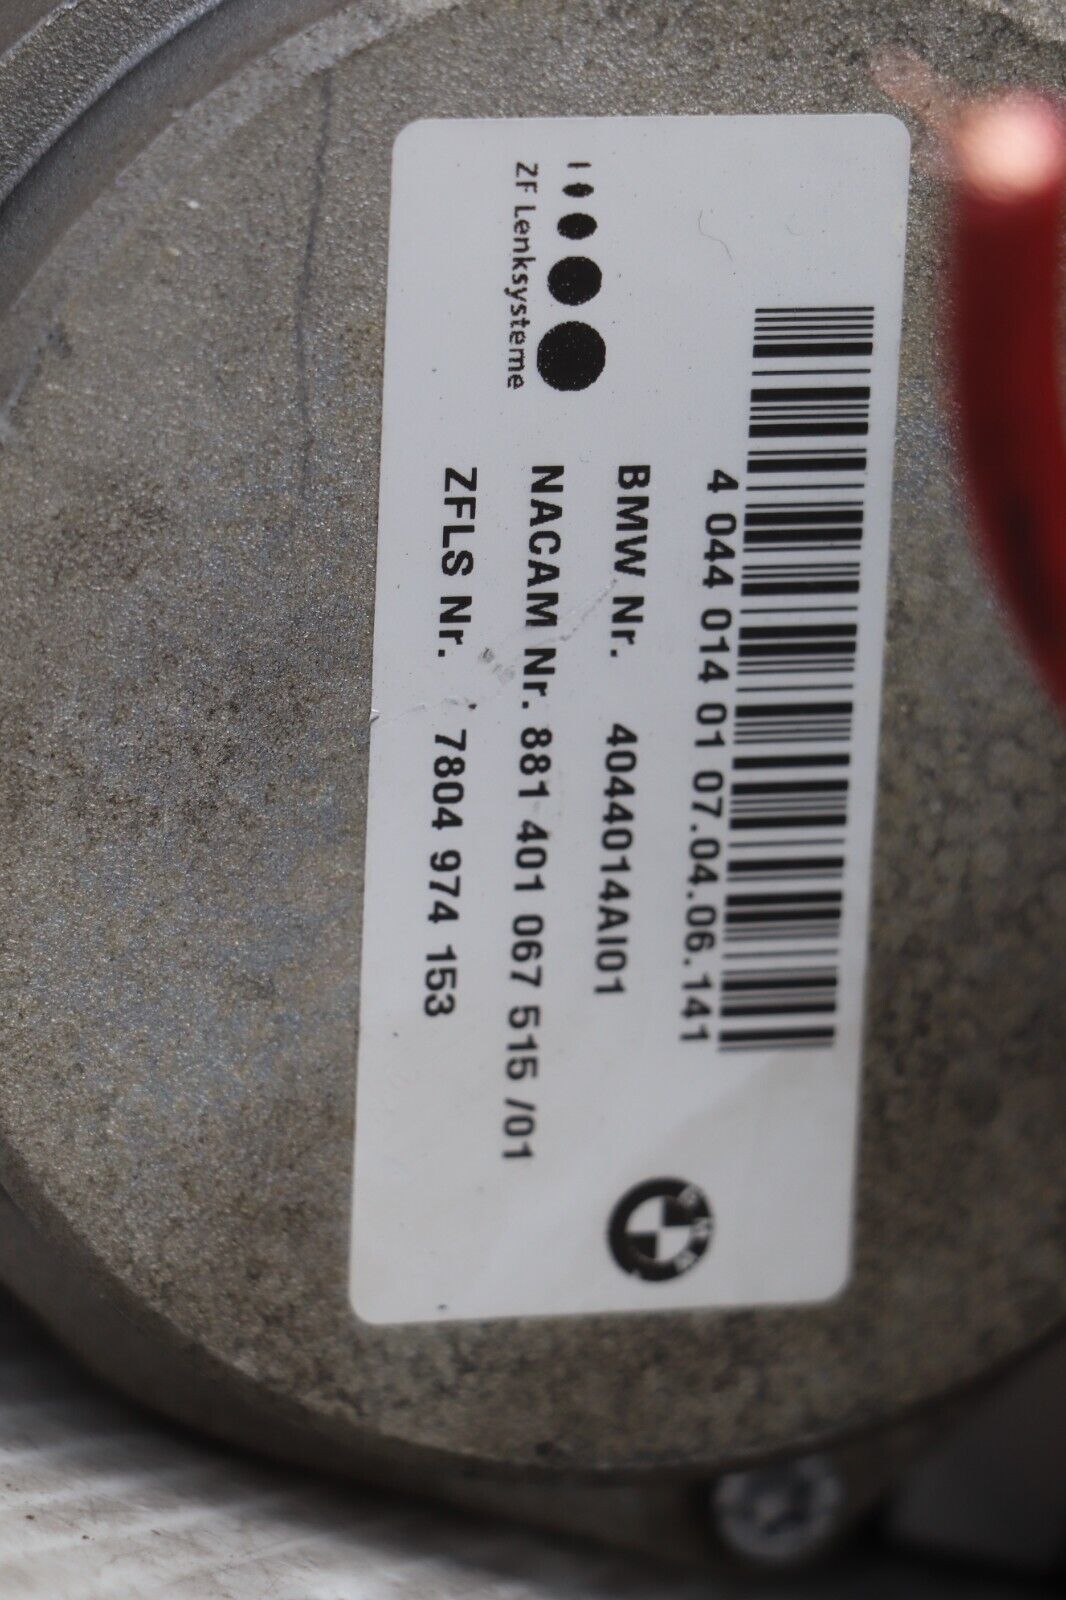 4 044 014 01 07.04.06.141
BMW Nr. 4044014AI01
NACAM Nr. 881 401 067 515 /01
ZFLS Nr. 7804 974 153
ZF Lenksysteme
BMW